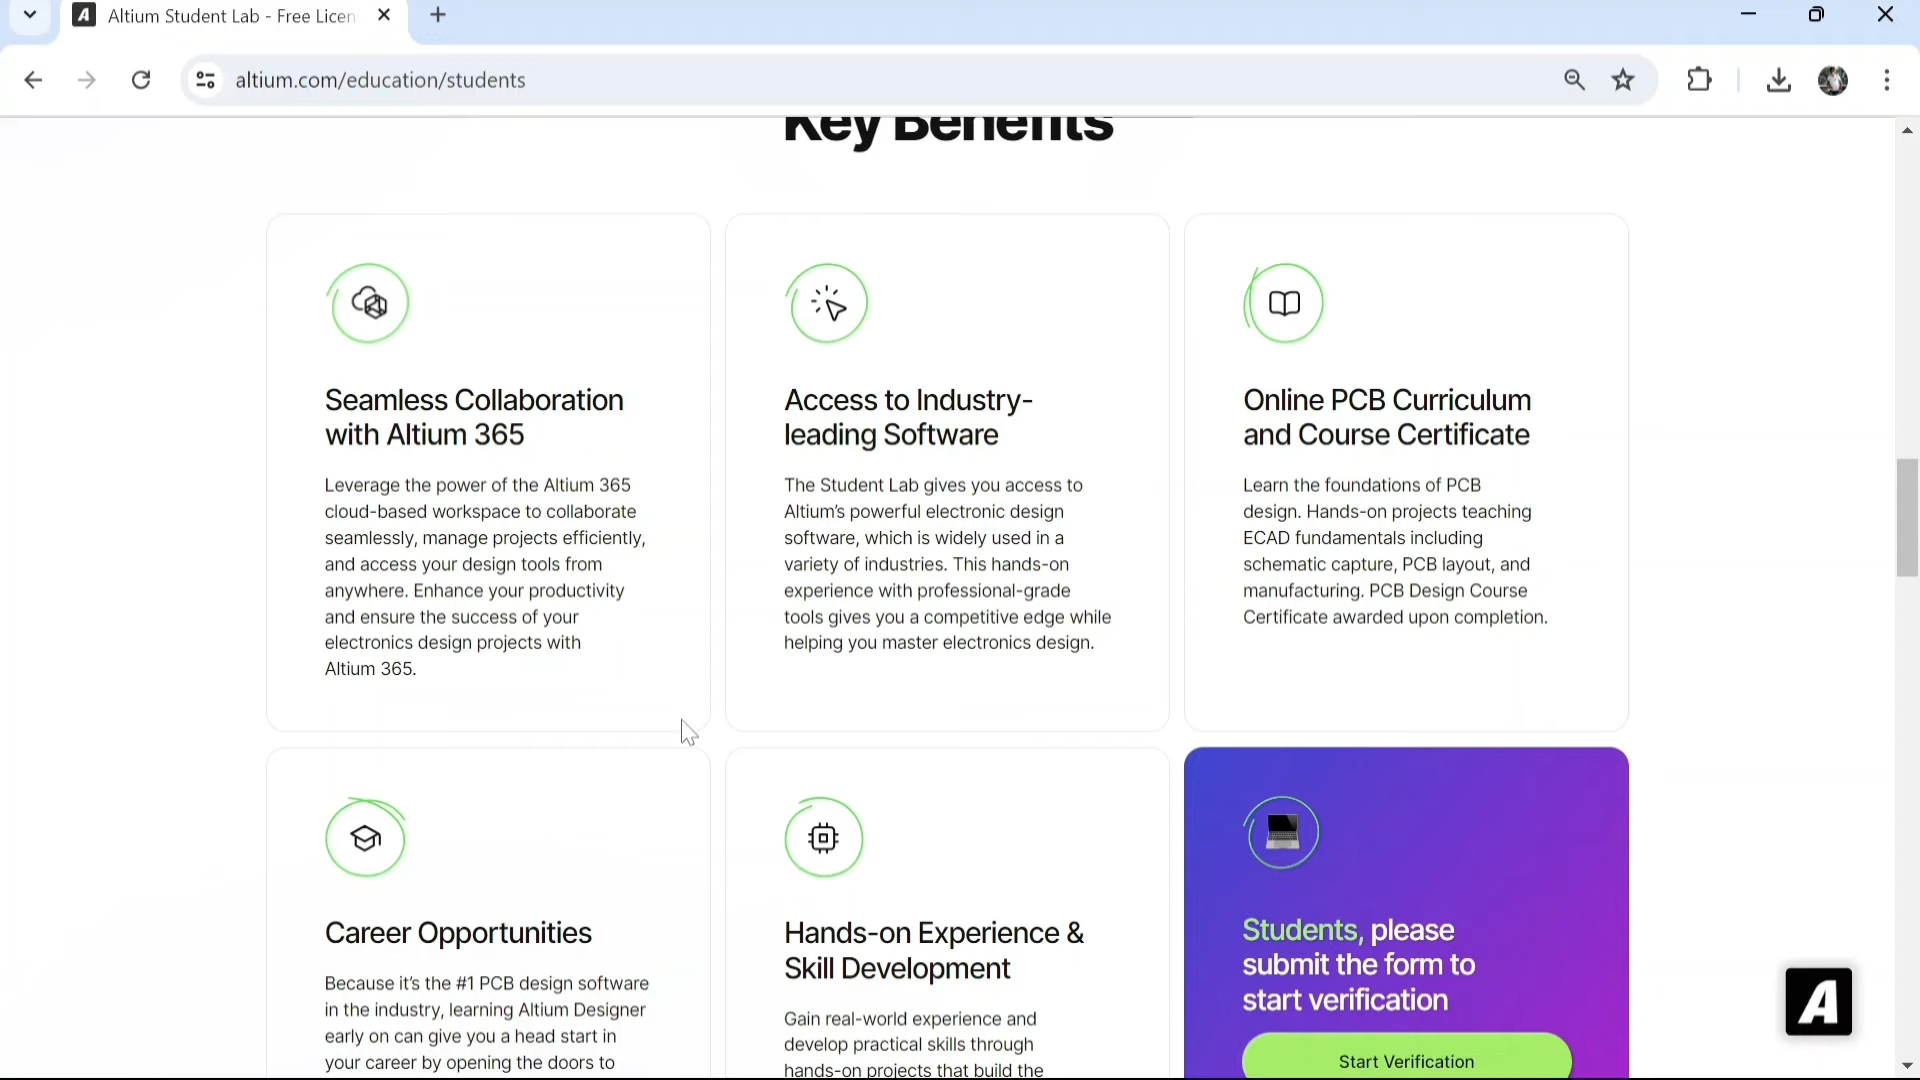 Altium Student Lab - Free Licen
altium.com/education/students
Key Benefits
Seamless Collaboration
with Altium 365
Leverage the power of the Altium 365
cloud-based workspace to collaborate
seamlessly, manage projects efficiently,
and access your design tools from
anywhere. Enhance your productivity
and ensure the success of your
electronics design projects with
Altium 365.
Access to Industry-
leading Software
The Student Lab gives you access to
Altium's powerful electronic design
software, which is widely used in a
variety of industries. This hands-on
experience with professional-grade
tools gives you a competitive edge while
helping you master electronics design.
Online PCB Curriculum
and Course Certificate
Learn the foundations of PCB
design. Hands-on projects teaching
ECAD fundamentals including
schematic capture, PCB layout, and
manufacturing. PCB Design Course
Certificate awarded upon completion.
Career Opportunities
Because it's the #1 PCB design software
in the industry, learning Altium Designer
early on can give you a head start in
your career by opening the doors to
Hands-on Experience &
Skill Development
Gain real-world experience and
develop practical skills through
hands-on projects that build the
Students, please
submit the form to
start verification
Start Verification